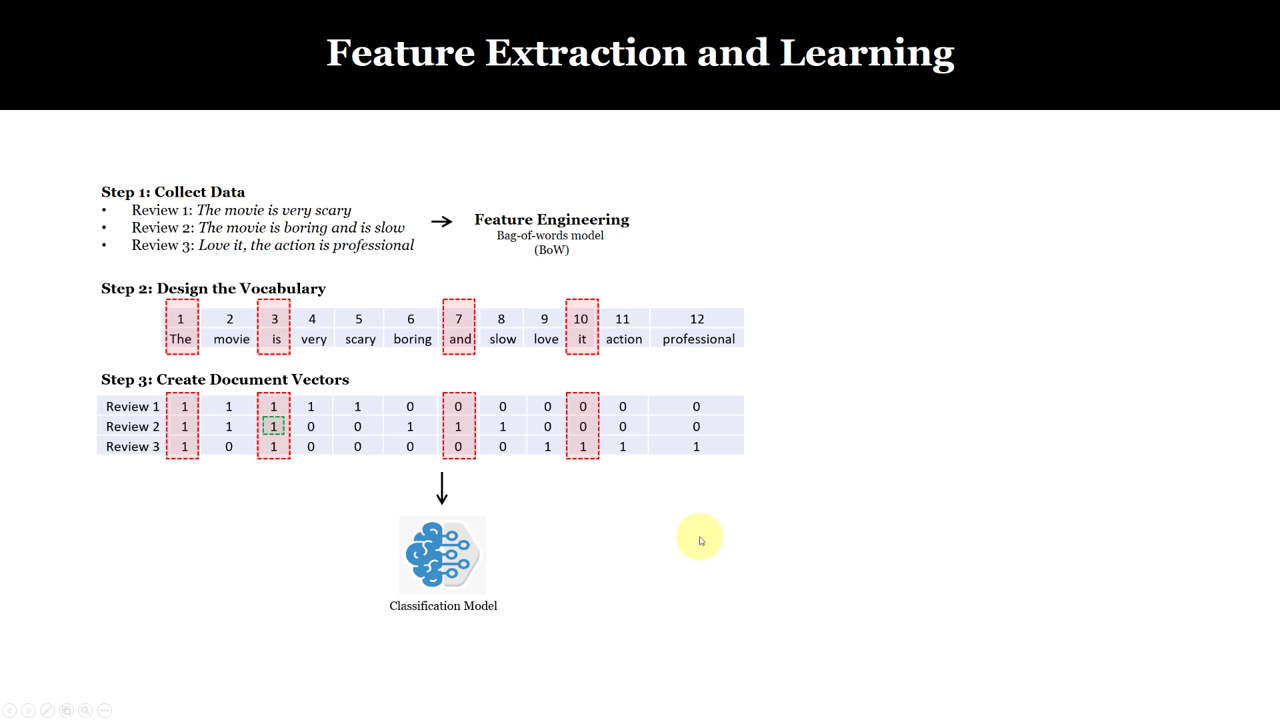 Feature Extraction and Learning
Step 1: Collect Data
• Review 1: The movie is very scary
• Review 2: The movie is boring and is slow
• Review 3: Love it, the action is professional
Feature Engineering
Bag-of-words model
(BoW)
Step 2: Design the Vocabulary
1 2 3 4 5 6 7 8 9 10 11 12
The movie is very scary boring and slow love it action professional
Step 3: Create Document Vectors
Review 1 1 1 1 1 1 0 0 0 0 0 0 0
Review 2 1 1 1 0 0 1 1 1 0 0 0 0
Review 3 1 0 1 0 0 0 0 0 1 1 1 1
Classification Model